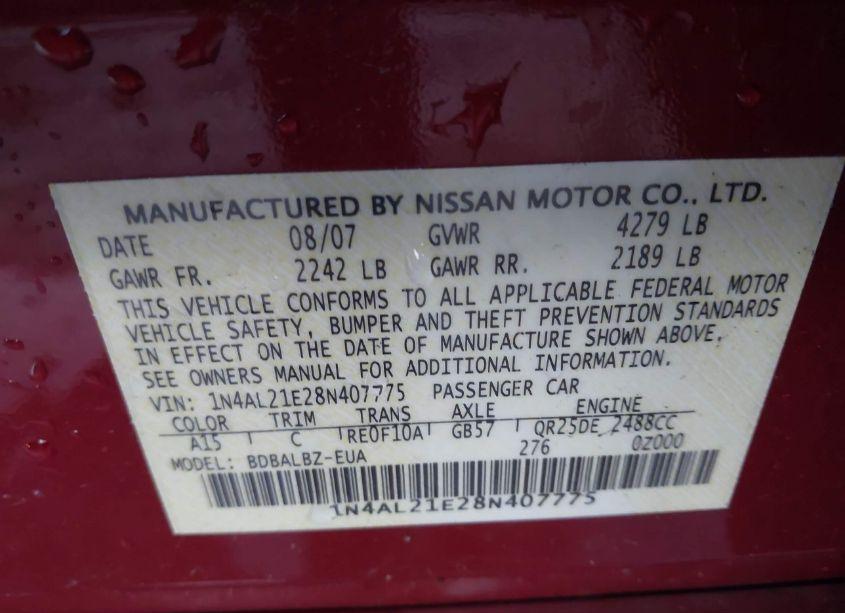 MANUFACTURED BY NISSAN MOTOR CO., LTD.
DATE 08/07 GVWR 4279 LB
GAWR FR. 2242 LB GAWR RR. 2189 LB
THIS VEHICLE CONFORMS TO ALL APPLICABLE FEDERAL MOTOR
VEHICLE SAFETY, BUMPER AND THEFT PREVENTION STANDARDS
IN EFFECT ON THE DATE OF MANUFACTURE SHOWN ABOVE.
SEE OWNERS MANUAL FOR ADDITIONAL INFORMATION.
VIN: 1N4AL21E28N407775 PASSENGER CAR
COLOR TRIM TRANS AXLE ENGINE
A15 C RE0F10A GB57 QR25DE 2488CC
276 0Z000
MODEL: BDBALBZ-EUA
1N4AL21E28N407775